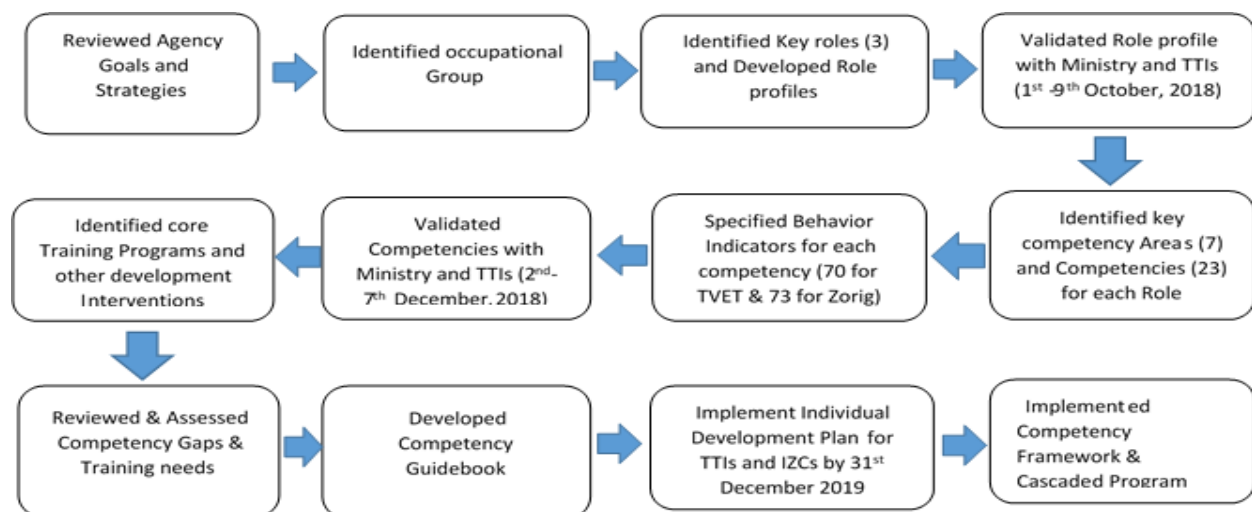 Reviewed Agency
Goals and
Strategies
Identified occupational
Group
Identified Key roles (3)
and Developed Role
profiles
Validated Role profile
with Ministry and TTIs
(1st -9th October, 2018)
Identified key
competency Areas (7)
and Competencies (23)
for each Role
Specified Behavior
Indicators for each
competency (70 for
TVET & 73 for Zorig)
Validated
Competencies with
Ministry and TTIs (2nd-
7th December, 2018)
Identified core
Training Programs and
other development
Interventions
Reviewed & Assessed
Competency Gaps &
Training needs
Developed
Competency
Guidebook
Implement Individual
Development Plan for
TTIs and IZCs by 31st
December 2019
Implemented
Competency
Framework &
Cascaded Program